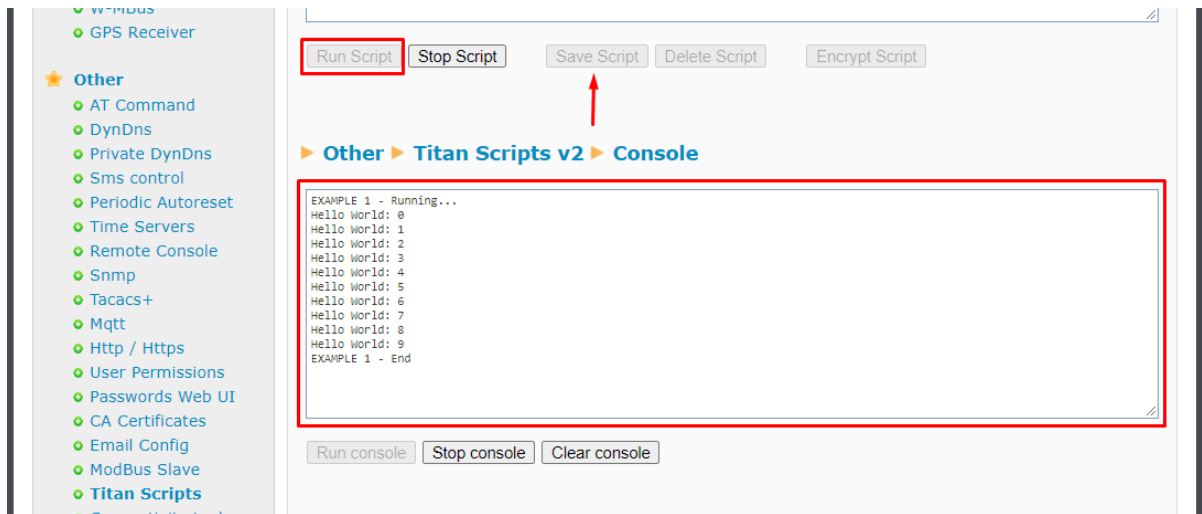 W-MBus
GPS Receiver
Other
AT Command
DynDns
Private DynDns
Sms control
Periodic Autoreset
Time Servers
Remote Console
Snmp
Tacacs+
Mqtt
Http / Https
User Permissions
Passwords Web UI
CA Certificates
Email Config
ModBus Slave
Titan Scripts
Run Script Stop Script Save Script Delete Script Encrypt Script
Other Titan Scripts v2 Console
EXAMPLE 1 - Running...
Hello World: 0
Hello World: 1
Hello World: 2
Hello World: 3
Hello World: 4
Hello World: 5
Hello World: 6
Hello World: 7
Hello World: 8
Hello World: 9
EXAMPLE 1 - End
Run console Stop console Clear console